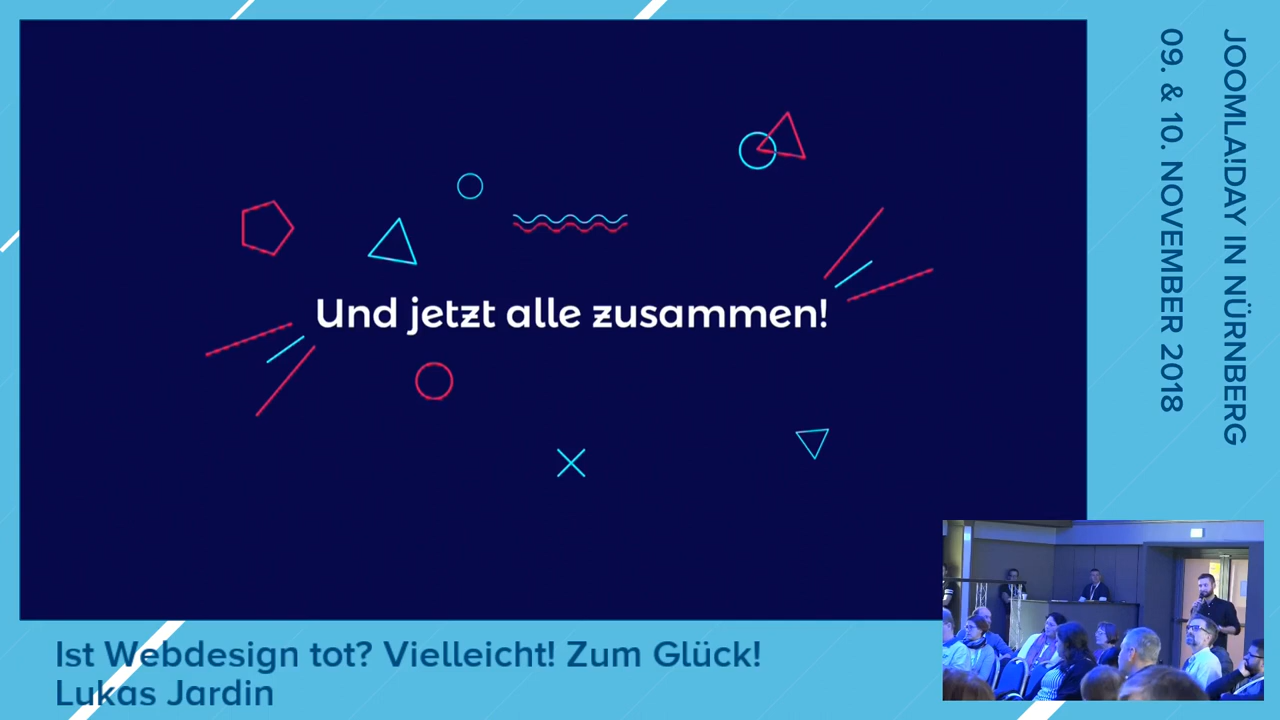 Und jetzt alle zusammen!
JOOMLA!DAY IN NÜRNBERG
09. & 10. NOVEMBER 2018
Ist Webdesign tot? Vielleicht! Zum Glück!
Lukas Jardin